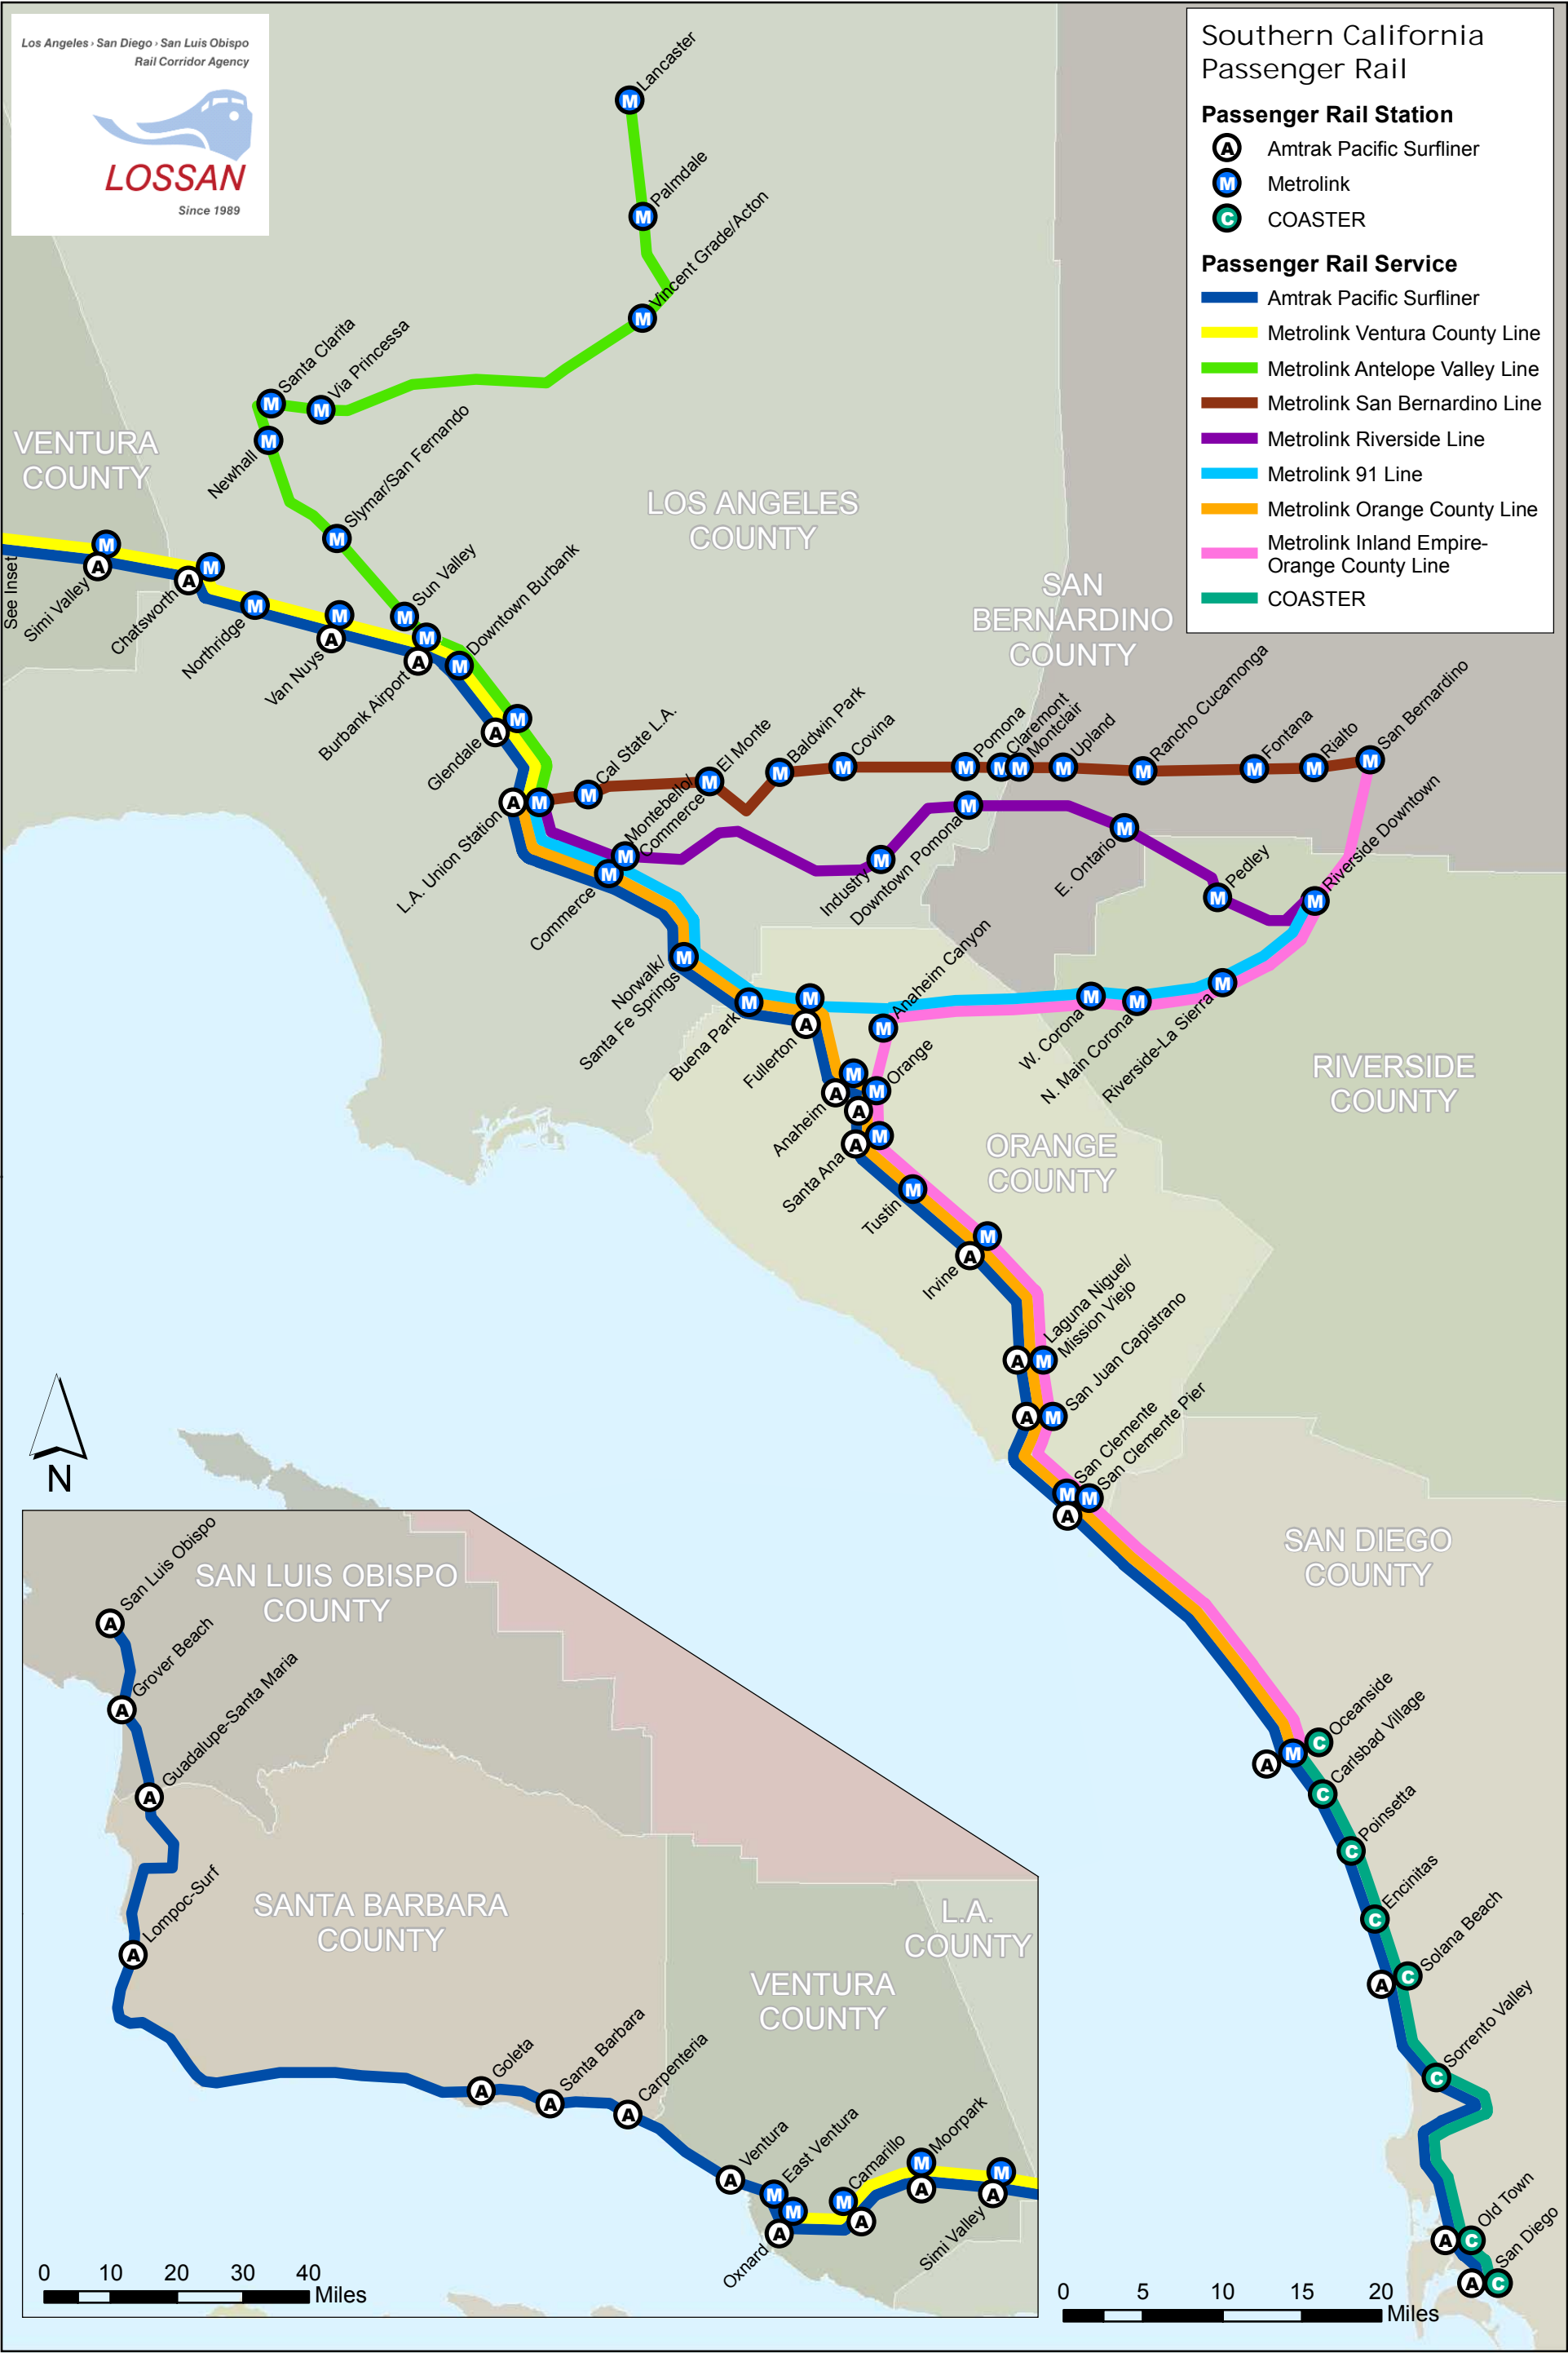 Los Angeles › San Diego › San Luis Obispo
Rail Corridor Agency
LOSSAN
Since 1989
Southern California
Passenger Rail
Passenger Rail Station
A
Amtrak Pacific Surfliner
M
Metrolink
C
COASTER
Passenger Rail Service
Amtrak Pacific Surfliner
Metrolink Ventura County Line
Metrolink Antelope Valley Line
Metrolink San Bernardino Line
Metrolink Riverside Line
Metrolink 91 Line
Metrolink Orange County Line
Metrolink Inland Empire-
Orange County Line
COASTER
Lancaster
Palmdale
Vincent Grade/Acton
Santa Clarita
Via Princessa
Newhall
Slymar/San Fernando
Sun Valley
Downtown Burbank
VENTURA
COUNTY
LOS ANGELES
COUNTY
SAN
BERNARDINO
COUNTY
See Inset
Simi Valley
Chatsworth
Northridge
Van Nuys
Burbank Airport
Glendale
L.A. Union Station
Cal State L.A.
El Monte
Baldwin Park
Covina
Pomona
Claremont
Montclair
Upland
Rancho Cucamonga
Fontana
Rialto
San Bernardino
Montebello/
Commerce
Industry
Downtown Pomona
E. Ontario
Pedley
Riverside Downtown
Commerce
Norwalk/
Santa Fe Springs
Buena Park
Fullerton
Anaheim Canyon
W. Corona
N. Main Corona
Riverside-La Sierra
RIVERSIDE
COUNTY
Anaheim
Orange
Santa Ana
ORANGE
COUNTY
Tustin
Irvine
Laguna Niguel/
Mission Viejo
San Juan Capistrano
San Clemente
San Clemente Pier
SAN DIEGO
COUNTY
Oceanside
Carlsbad Village
Poinsetta
Encinitas
Solana Beach
Sorrento Valley
Old Town
San Diego
N
SAN LUIS OBISPO
COUNTY
San Luis Obispo
Grover Beach
Guadalupe-Santa Maria
Lompoc-Surf
SANTA BARBARA
COUNTY
L.A.
COUNTY
VENTURA
COUNTY
Goleta
Santa Barbara
Carpenteria
Ventura
East Ventura
Oxnard
Camarillo
Moorpark
Simi Valley
0 10 20 30 40
Miles
0 5 10 15 20
Miles